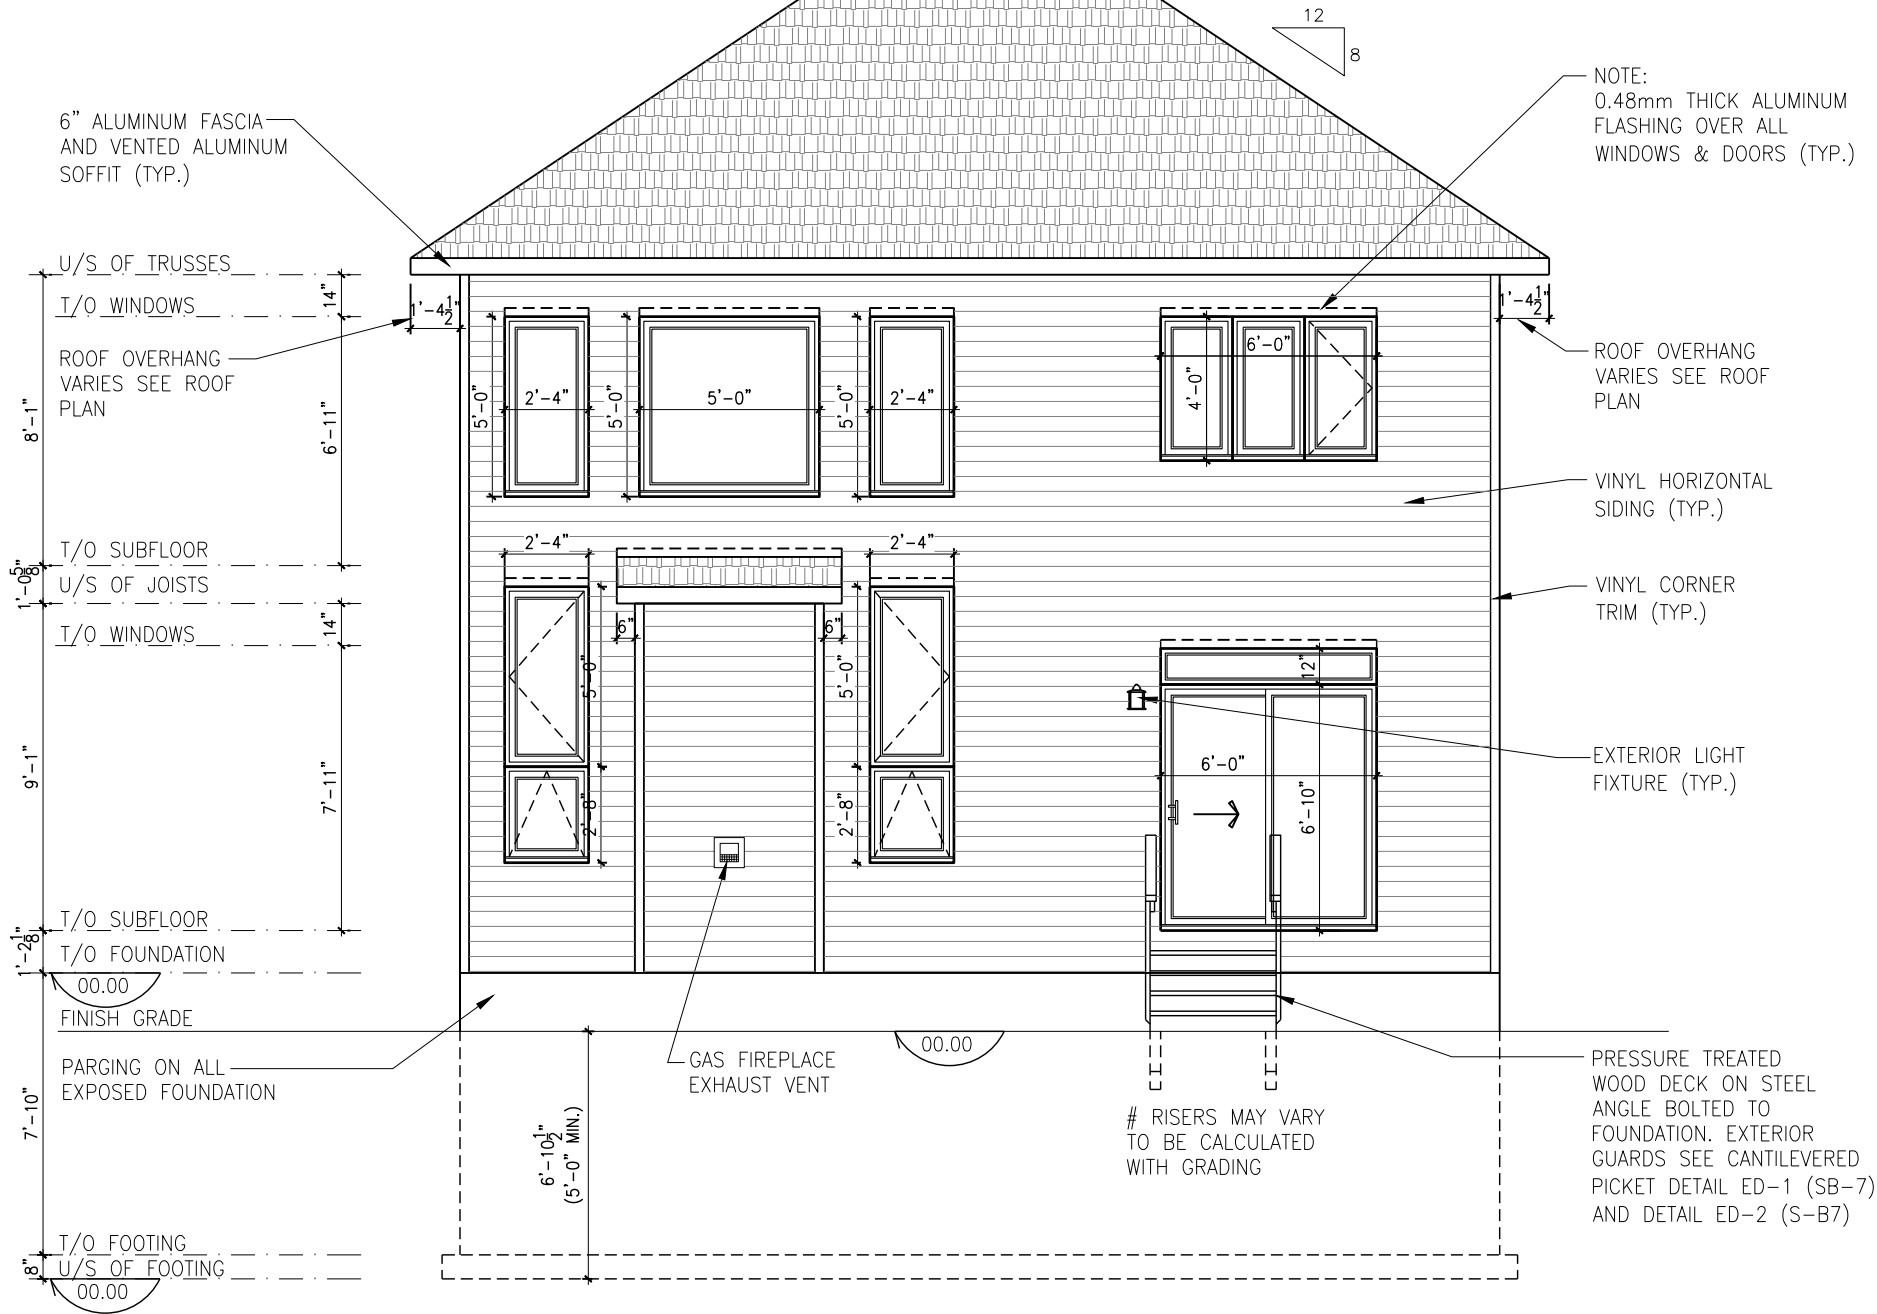 12
8
NOTE:
0.48mm THICK ALUMINUM
FLASHING OVER ALL
WINDOWS & DOORS (TYP.)
6" ALUMINUM FASCIA
AND VENTED ALUMINUM
SOFFIT (TYP.)
U/S OF TRUSSES
T/O WINDOWS
14"
1'-4½"
1'-4½"
ROOF OVERHANG
VARIES SEE ROOF
PLAN
ROOF OVERHANG
VARIES SEE ROOF
PLAN
8'-1"
6'-11"
5'-0"
2'-4"
5'-0"
5'-0"
5'-0"
2'-4"
4'-0"
6'-0"
VINYL HORIZONTAL
SIDING (TYP.)
T/O SUBFLOOR
1'-0⅝"
U/S OF JOISTS
14"
T/O WINDOWS
2'-4"
2'-4"
6"
6"
VINYL CORNER
TRIM (TYP.)
9'-1"
7'-11"
5'-0"
5'-0"
12"
6'-0"
6'-10"
EXTERIOR LIGHT
FIXTURE (TYP.)
2'-8"
2'-8"
T/O SUBFLOOR
1'-2⅛"
T/O FOUNDATION
00.00
FINISH GRADE
00.00
PARGING ON ALL
EXPOSED FOUNDATION
GAS FIREPLACE
EXHAUST VENT
7'-10"
6'-10½"
(5'-0" MIN.)
# RISERS MAY VARY
TO BE CALCULATED
WITH GRADING
PRESSURE TREATED
WOOD DECK ON STEEL
ANGLE BOLTED TO
FOUNDATION. EXTERIOR
GUARDS SEE CANTILEVERED
PICKET DETAIL ED-1 (SB-7)
AND DETAIL ED-2 (S-B7)
T/O FOOTING
8"
U/S OF FOOTING
00.00